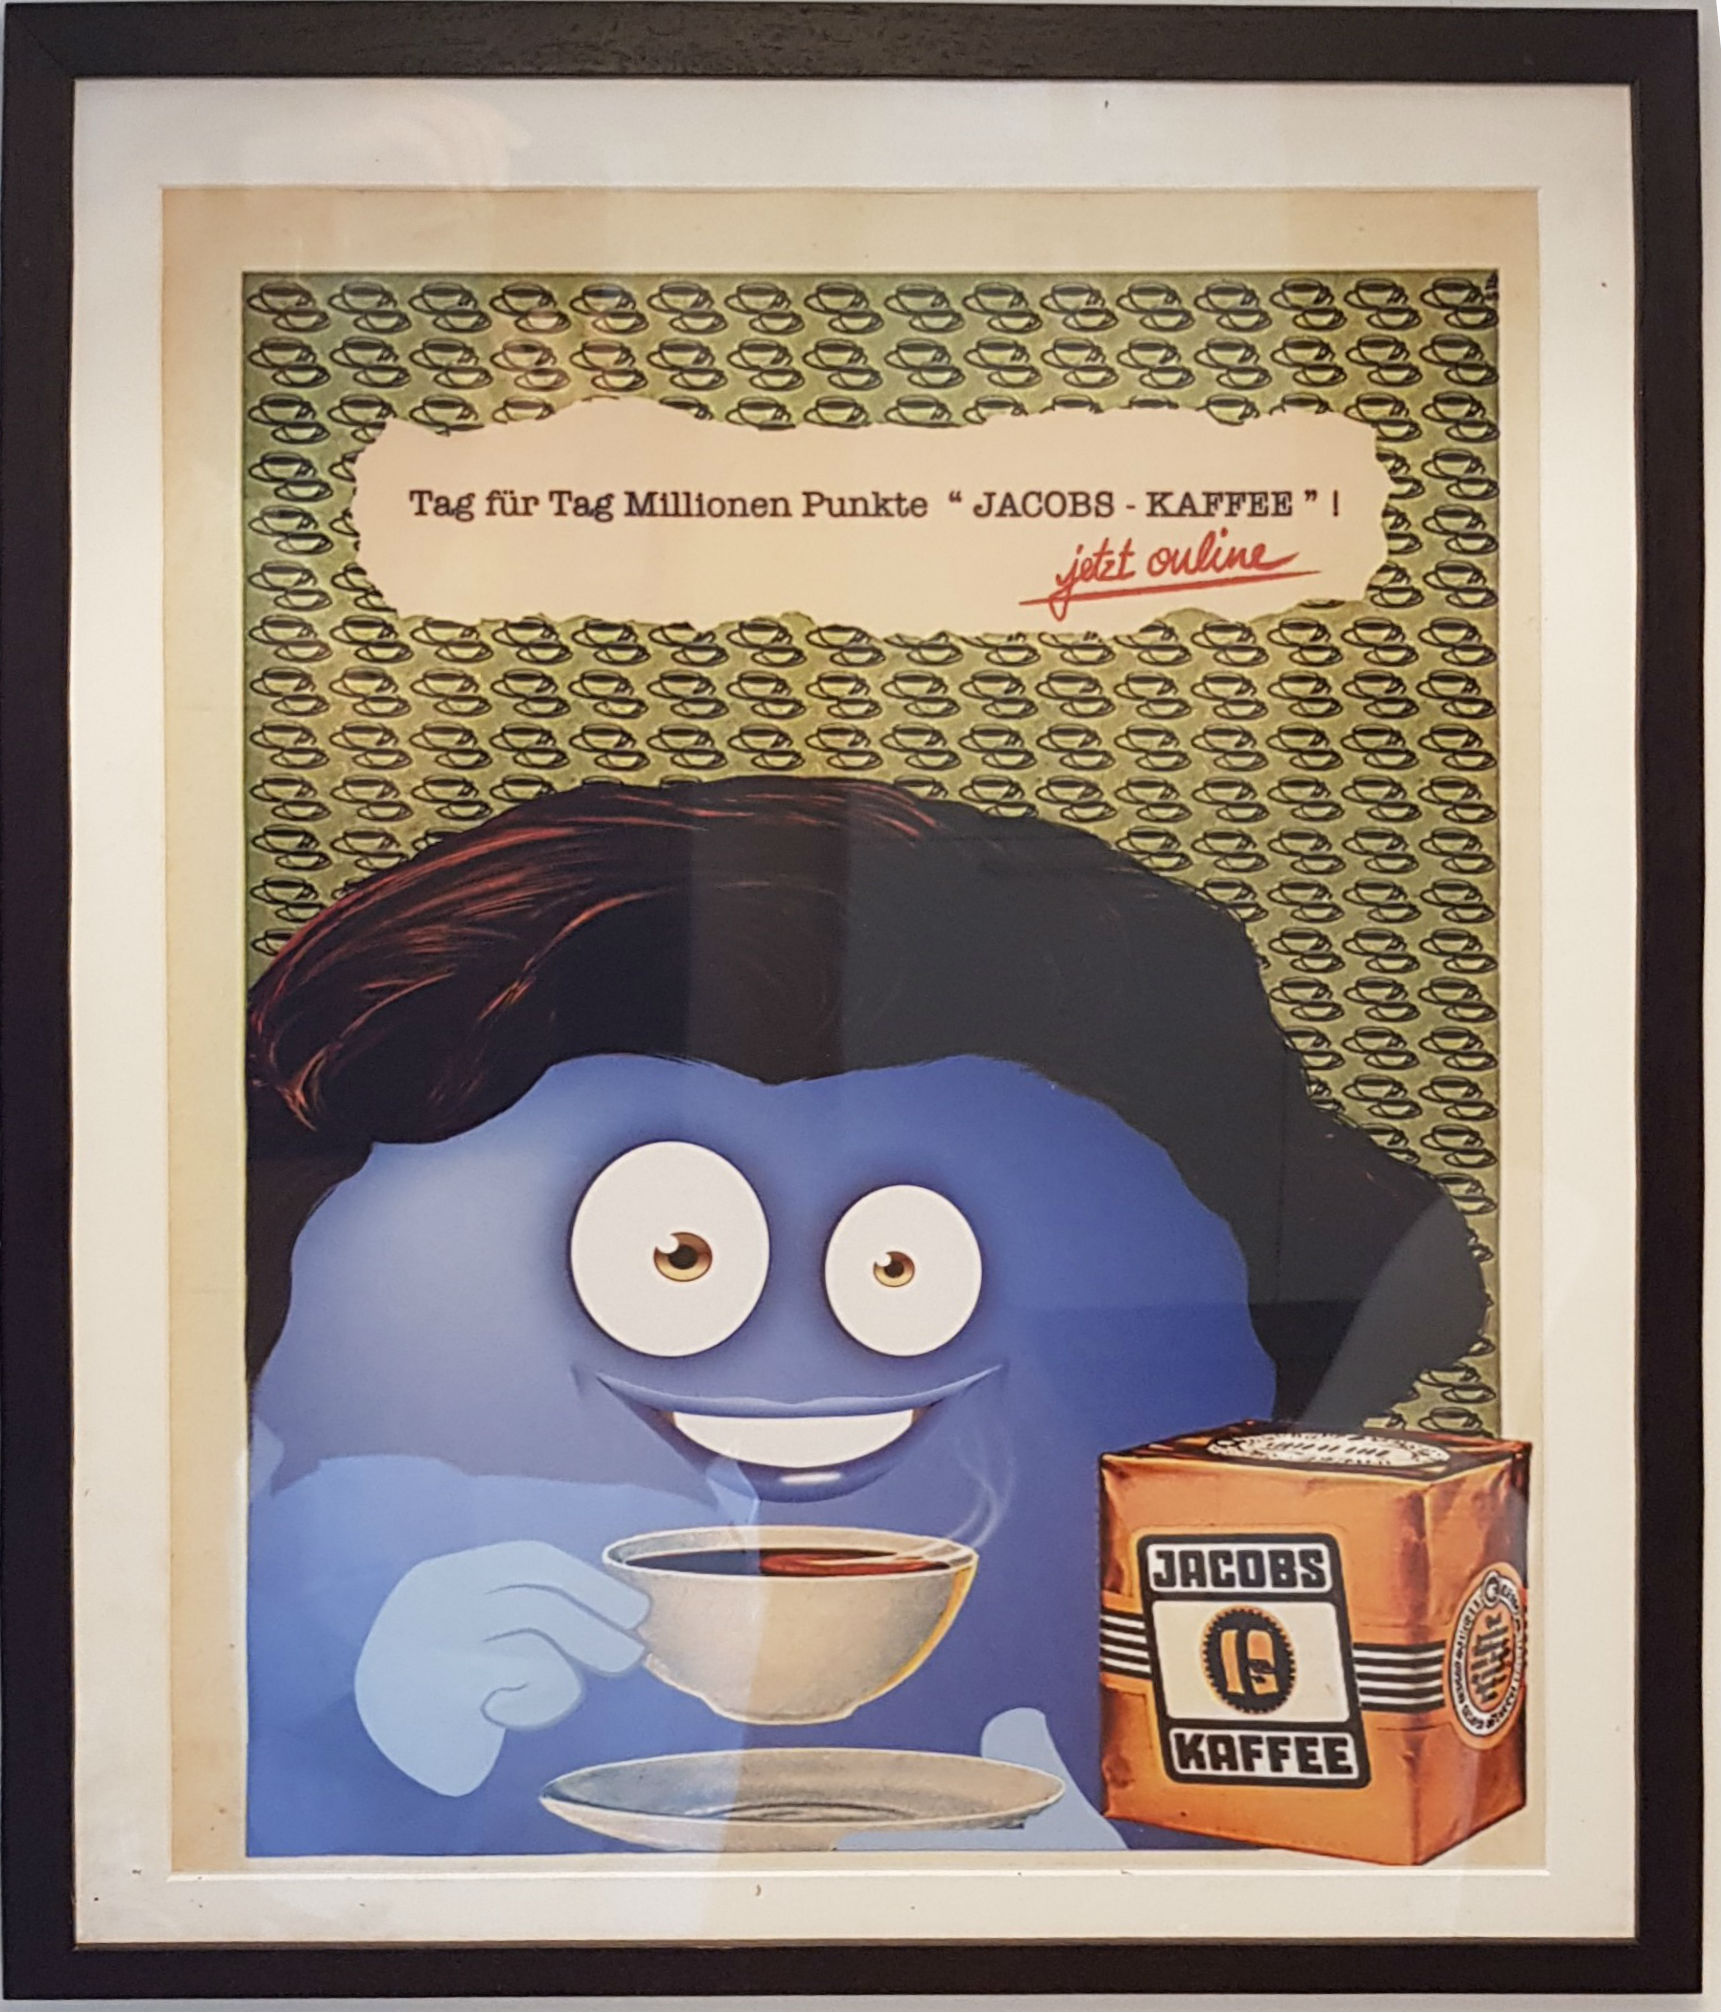 Tag für Tag Millionen Punkte “ JACOBS - KAFFEE ” !
jetzt online
JACOBS
KAFFEE